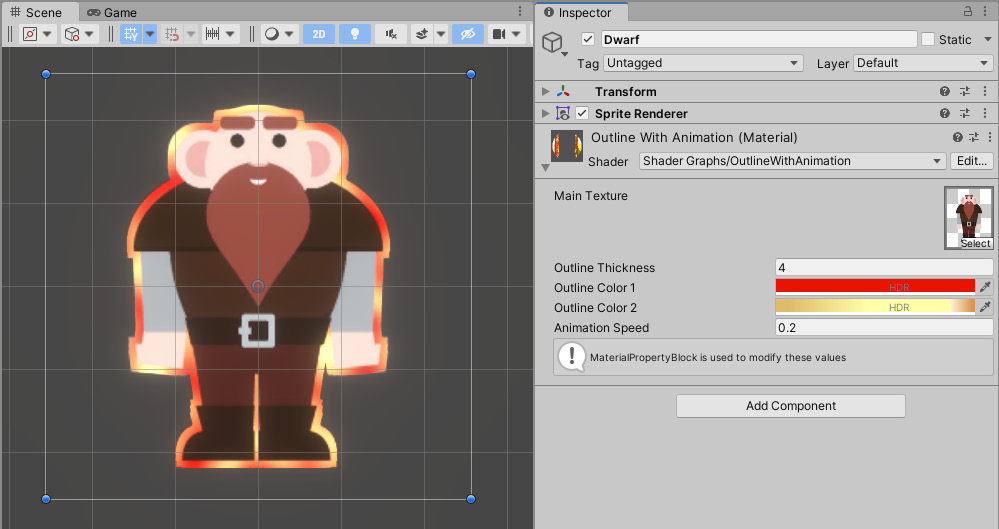 Scene
Game
2D
Inspector
Dwarf
Static
Tag Untagged
Layer Default
Transform
Sprite Renderer
Outline With Animation (Material)
Shader Shader Graphs/OutlineWithAnimation Edit...
Main Texture
Select
Outline Thickness 4
Outline Color 1 HDR
Outline Color 2 HDR
Animation Speed 0.2
MaterialPropertyBlock is used to modify these values
Add Component